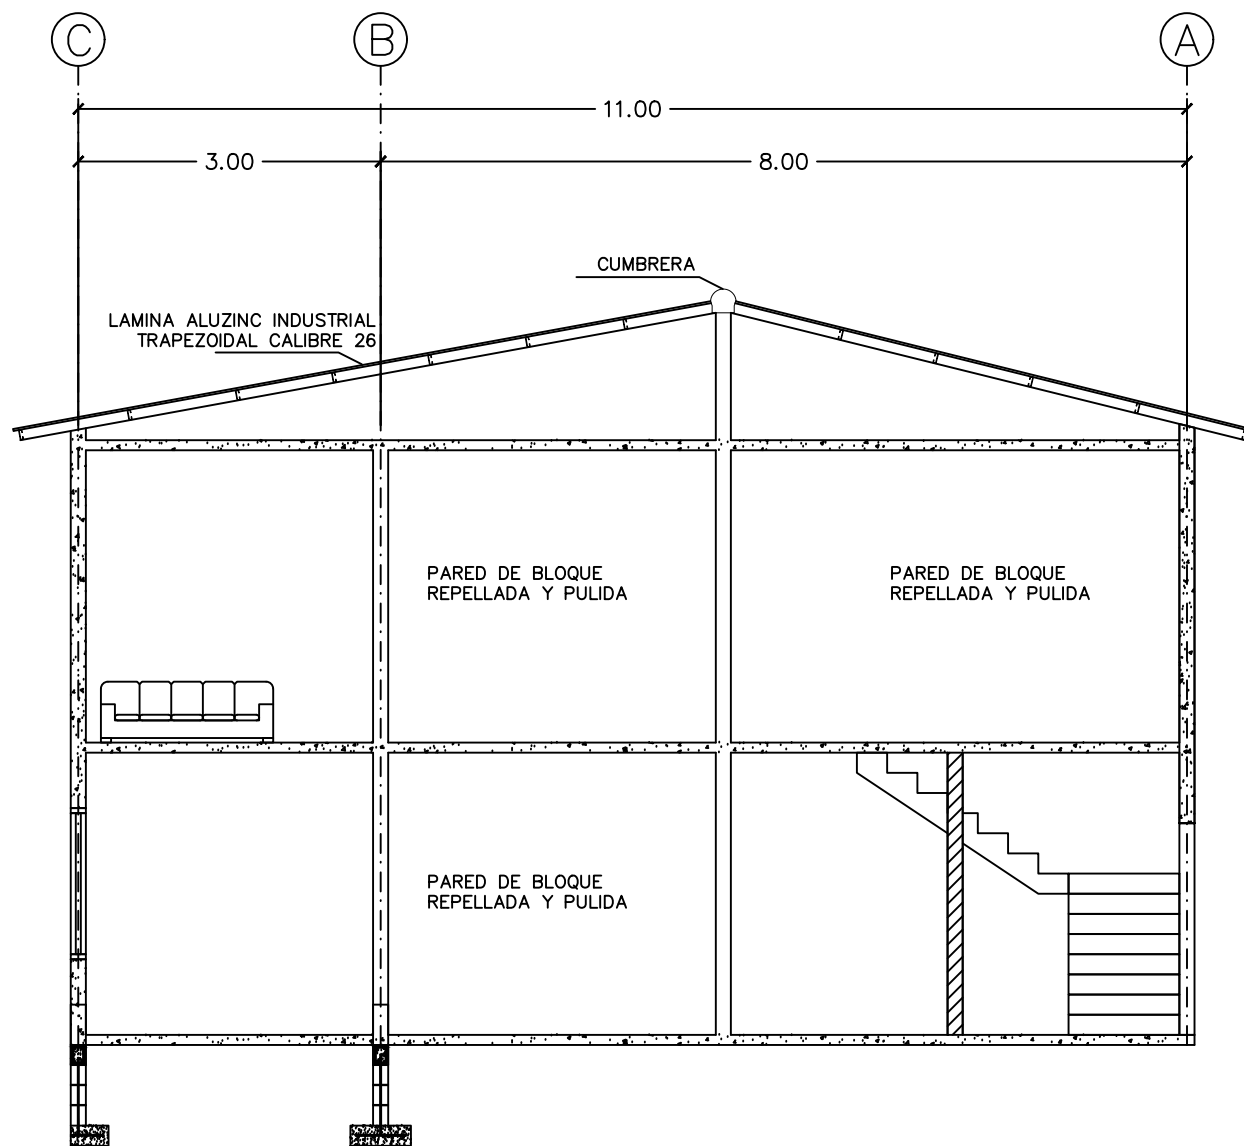 C
B
A
11.00
3.00
8.00
CUMBRERA
LAMINA ALUZINC INDUSTRIAL
TRAPEZOIDAL CALIBRE 26
PARED DE BLOQUE
REPELLADA Y PULIDA
PARED DE BLOQUE
REPELLADA Y PULIDA
PARED DE BLOQUE
REPELLADA Y PULIDA